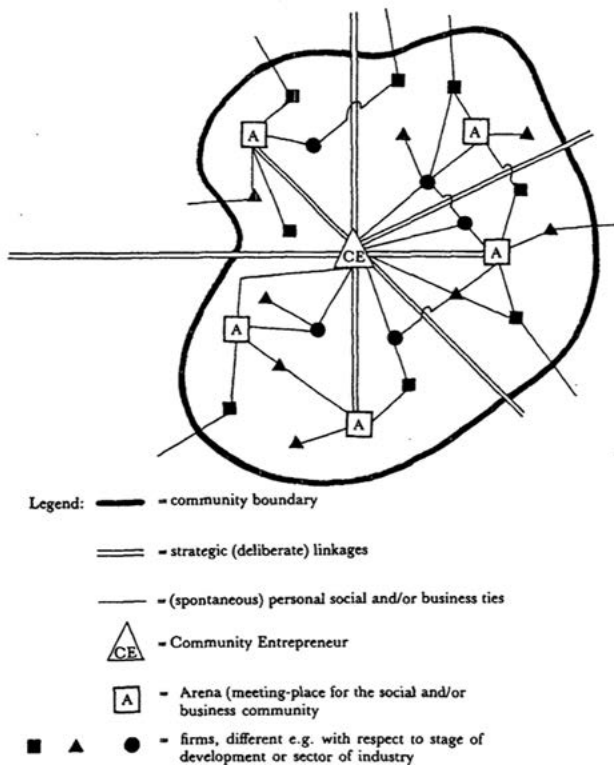 A
A
CE
A
A
A
Legend:
= community boundary
= strategic (deliberate) linkages
= (spontaneous) personal social and/or business ties
CE
= Community Entrepreneur
A
= Arena (meeting-place for the social and/or
business community
= firms, different e.g. with respect to stage of
development or sector of industry